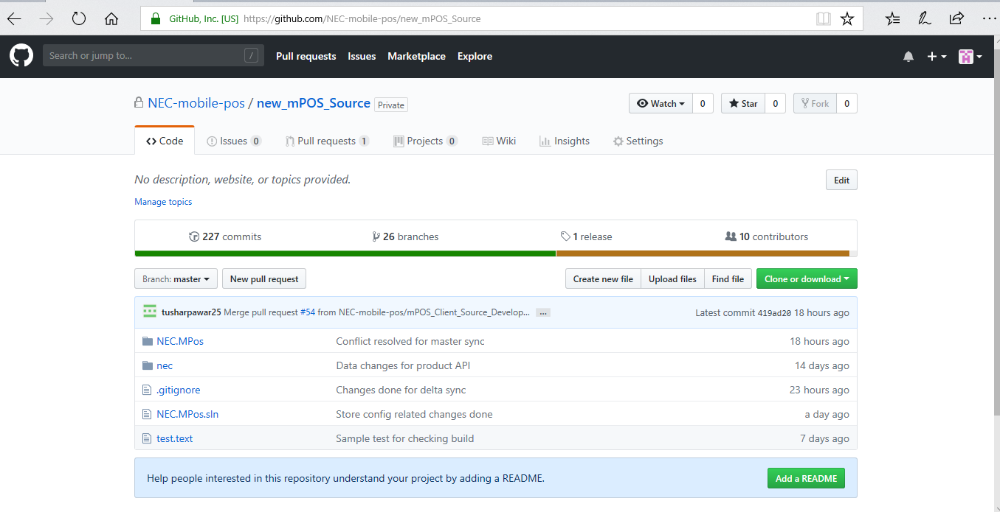 GitHub, Inc. [US] https://github.com/NEC-mobile-pos/new_mPOS_Source
Search or jump to... / Pull requests Issues Marketplace Explore
NEC-mobile-pos / new_mPOS_Source Private Watch 0 Star 0 Fork 0
Code Issues 0 Pull requests 1 Projects 0 Wiki Insights Settings
No description, website, or topics provided. Edit
Manage topics
227 commits 26 branches 1 release 10 contributors
Branch: master New pull request Create new file Upload files Find file Clone or download
tusharpawar25 Merge pull request #54 from NEC-mobile-pos/mPOS_Client_Source_Develop... ... Latest commit 419ad20 18 hours ago
NEC.MPos Conflict resolved for master sync 18 hours ago
nec Data changes for product API 14 days ago
.gitignore Changes done for delta sync 23 hours ago
NEC.MPos.sln Store config related changes done a day ago
test.text Sample test for checking build 7 days ago
Help people interested in this repository understand your project by adding a README. Add a README